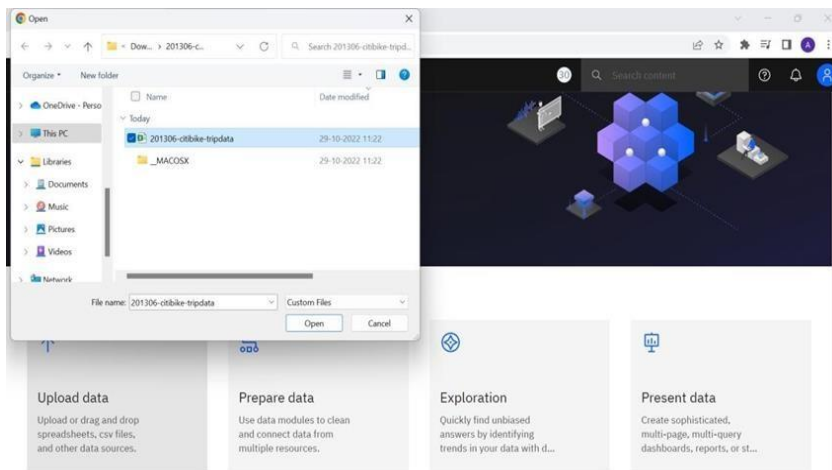 Open
Dow... > 201306-c...
Search 201306-citibike-tripd...
Organize
New folder
Name
Date modified
OneDrive - Perso
This PC
Libraries
Documents
Music
Pictures
Videos
Network
Today
201306-citibike-tripdata
29-10-2022 11:22
_MACOSX
29-10-2022 11:22
File name: 201306-citibike-tripdata
Custom Files
Open
Cancel
30
Search content
A
Upload data
Upload or drag and drop
spreadsheets, csv files,
and other data sources.
Prepare data
Use data modules to clean
and connect data from
multiple resources.
Exploration
Quickly find unbiased
answers by identifying
trends in your data with d...
Present data
Create sophisticated,
multi-page, multi-query
dashboards, reports, or st...